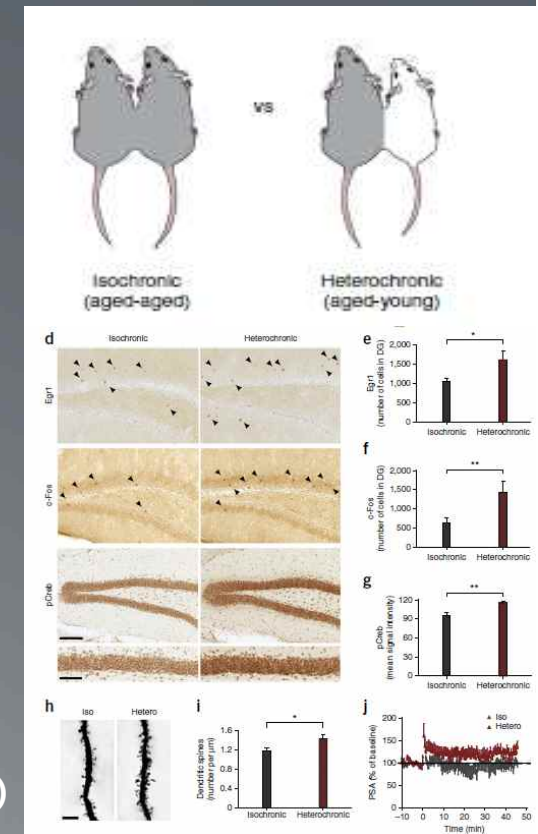 vs
Isochronic
(aged-aged)
Heterochronic
(aged-young)
d
Isochronic
Heterochronic
Egr1
c-Fos
pCreb
e
Egr1
(number of cells in DG)
2,000
1,500
1,000
500
0
*
Isochronic
Heterochronic
f
c-Fos
(number of cells in DG)
2,000
1,500
1,000
500
0
**
Isochronic
Heterochronic
g
pCreb
(mean signal intensity)
120
90
60
30
0
**
Isochronic
Heterochronic
h
Iso
Hetero
i
Dendritic spines
(number per μm)
1.6
1.2
0.8
0.4
0
*
Isochronic
Heterochronic
j
Iso
Hetero
PSA (% of baseline)
200
150
100
50
0
–10
0
10
20
30
40
50
Time (min)
)